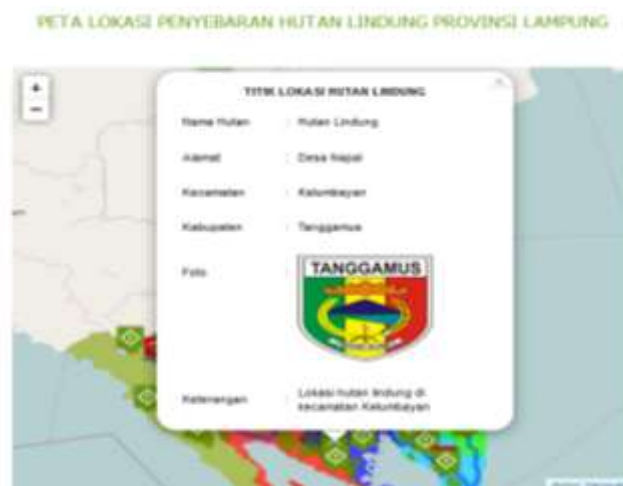 PETA LOKASI PENYEBARAN HUTAN LINDUNG PROVINSI LAMPUNG
+
−
×
TITIK LOKASI HUTAN LINDUNG
Nama Hutan : Hutan Lindung
Alamat : Desa Napal
Kecamatan : Kelumbayan
Kabupaten : Tanggamus
Foto :
TANGGAMUS
Keterangan : Lokasi hutan lindung di
kecamatan Kelumbayan